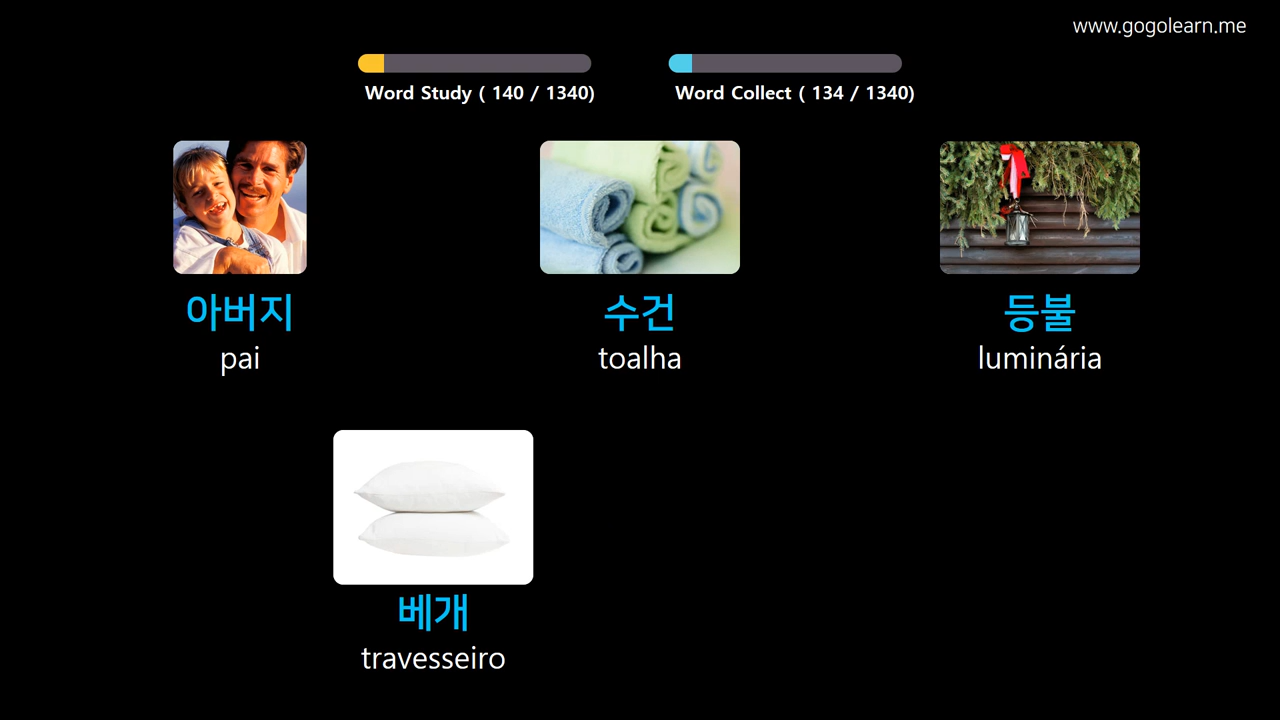 www.gogolearn.me
Word Study ( 140 / 1340)
Word Collect ( 134 / 1340)
아버지
pai
수건
toalha
등불
luminária
베개
travesseiro